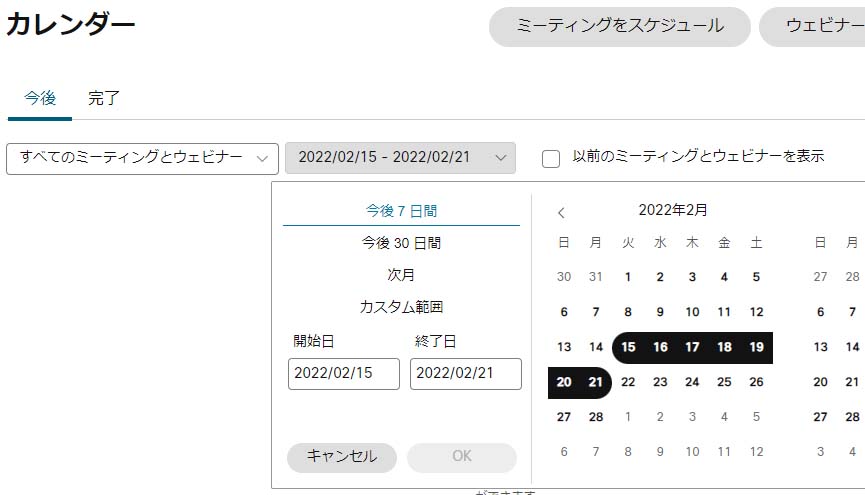 カレンダー
ミーティングをスケジュール
ウェビナー
今後 完了
すべてのミーティングとウェビナー
2022/02/15 - 2022/02/21
以前のミーティングとウェビナーを表示
今後 7 日間
今後 30 日間
次月
カスタム範囲
開始日 終了日
2022/02/15 2022/02/21
キャンセル OK
2022年2月
日 月 火 水 木 金 土
30 31 1 2 3 4 5
6 7 8 9 10 11 12
13 14 15 16 17 18 19
20 21 22 23 24 25 26
27 28 1 2 3 4 5
6 7 8 9 10 11 12
日 月
27 28
6 7
13 14
20 21
27 28
3 4